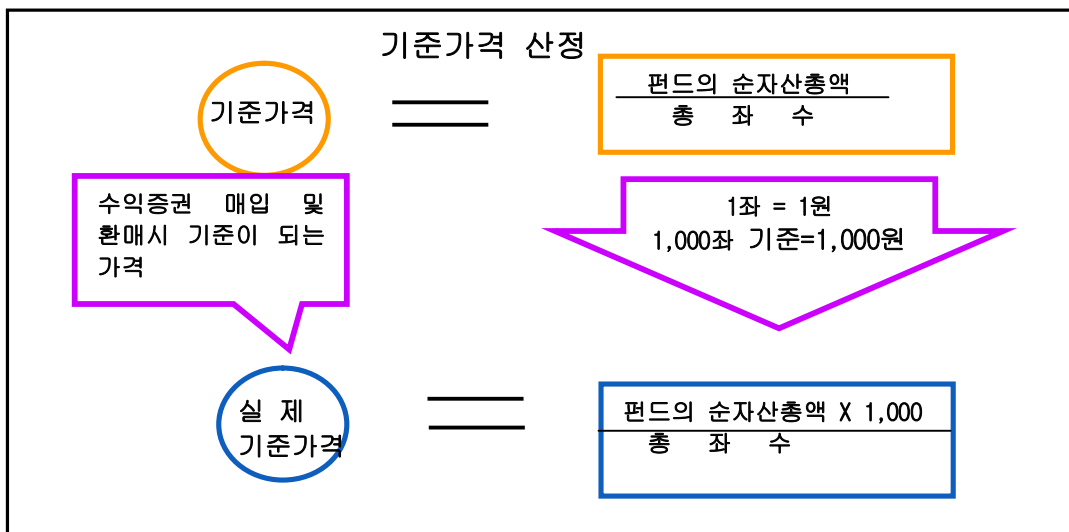 기준가격 산정
기준가격
펀드의 순자산총액
총 좌 수
수익증권 매입 및
환매시 기준이 되는
가격
1좌 = 1원
1,000좌 기준=1,000원
실 제
기준가격
펀드의 순자산총액 X 1,000
총 좌 수